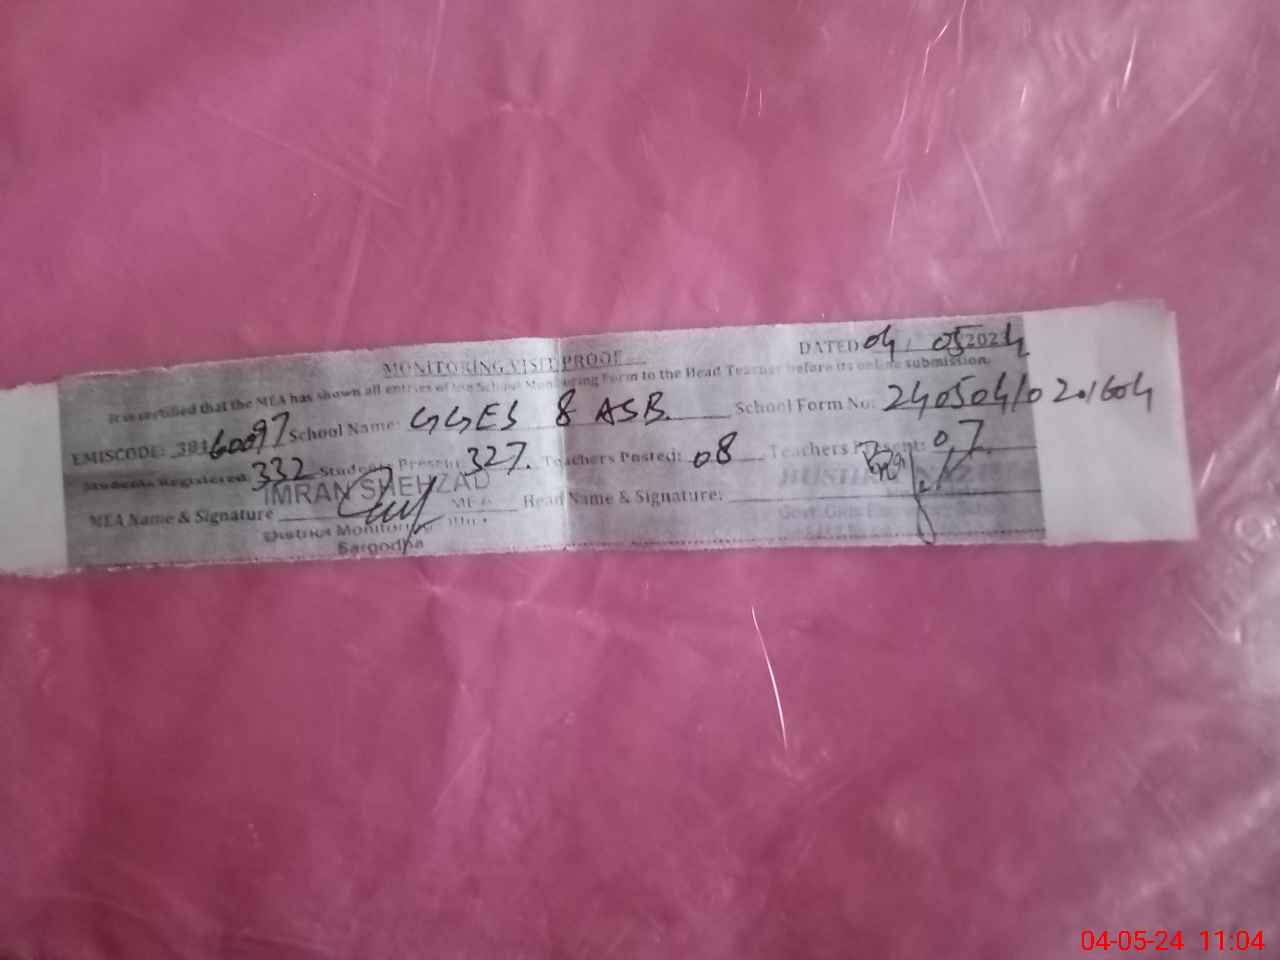 MONITORING VISIT PROOF
DATED 04 / 05 2024
It is certified that the MEA has shown all entries of the School Monitoring Form to the Head Teacher before its online submission.
EMISCODE: 38160097 School Name: GGES 8 ASB School Form No: 24050410201604
Students Registered: 332 Students Present 327. Teachers Posted: 08 Teachers Present: 07
IMRAN SHEHZAD
MEA
MEA Name & Signature Head Name & Signature:
District Monitoring
Sargodha
04-05-24 11:04